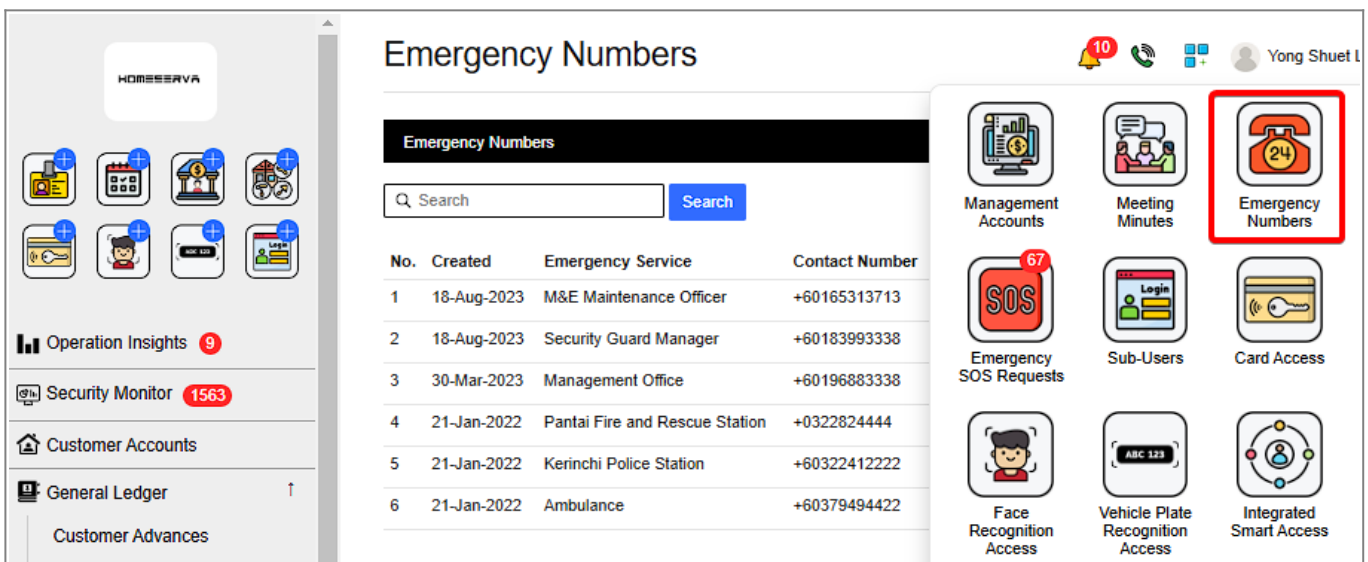 HOMESERVA
Operation Insights 9
Security Monitor 1563
Customer Accounts
General Ledger ↑
Customer Advances
Emergency Numbers
10
Yong Shuet L
Emergency Numbers
Search Search
No. Created Emergency Service Contact Number
1 18-Aug-2023 M&E Maintenance Officer +60165313713
2 18-Aug-2023 Security Guard Manager +60183993338
3 30-Mar-2023 Management Office +60196883338
4 21-Jan-2022 Pantai Fire and Rescue Station +0322824444
5 21-Jan-2022 Kerinchi Police Station +60322412222
6 21-Jan-2022 Ambulance +60379494422
Management
Accounts
Meeting
Minutes
24
Emergency
Numbers
67
SOS
Emergency
SOS Requests
Login
Sub-Users
Card Access
Face
Recognition
Access
ABC 123
Vehicle Plate
Recognition
Access
Integrated
Smart Access